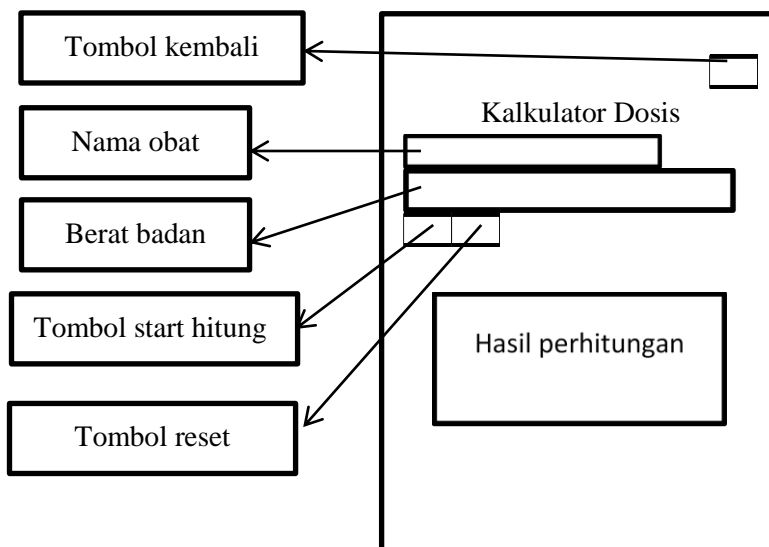 Tombol kembali
Kalkulator Dosis
Nama obat
Berat badan
Tombol start hitung
Hasil perhitungan
Tombol reset